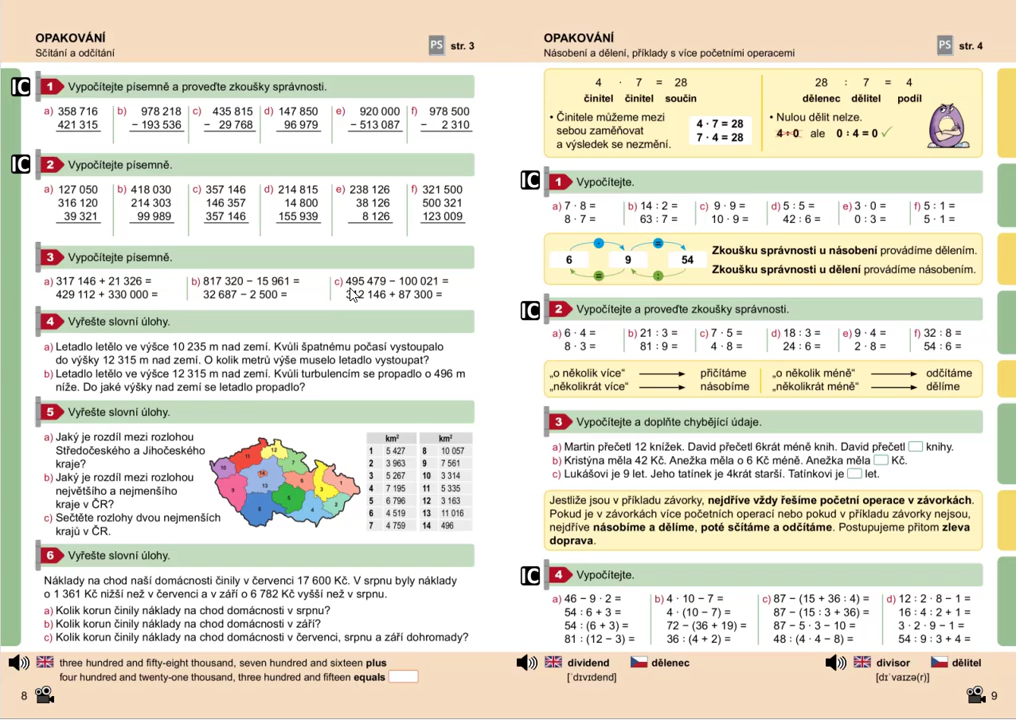 OPAKOVÁNÍ
Sčítání a odčítání
PS str. 3
IC 1 Vypočítejte písemně a proveďte zkoušky správnosti.
a) 358 716 b) 978 218 c) 435 815 d) 147 850 e) 920 000 f) 978 500
421 315 − 193 536 − 29 768 96 979 − 513 087 − 2 310
IC 2 Vypočítejte písemně.
a) 127 050 b) 418 030 c) 357 146 d) 214 815 e) 238 126 f) 321 500
316 120 214 303 146 357 14 800 38 126 500 321
39 321 99 989 357 146 155 939 8 126 123 009
3 Vypočítejte písemně.
a) 317 146 + 21 326 = b) 817 320 − 15 961 = c) 495 479 − 100 021 =
429 112 + 330 000 = 32 687 − 2 500 = 2 146 + 87 300 =
4 Vyřešte slovní úlohy.
a) Letadlo letělo ve výšce 10 235 m nad zemí. Kvůli špatnému počasí vystoupalo
do výšky 12 315 m nad zemí. O kolik metrů výše muselo letadlo vystoupat?
b) Letadlo letělo ve výšce 12 315 m nad zemí. Kvůli turbulencím se propadlo o 496 m
níže. Do jaké výšky nad zemí se letadlo propadlo?
5 Vyřešte slovní úlohy.
a) Jaký je rozdíl mezi rozlohou
Středočeského a Jihočeského
kraje?
b) Jaký je rozdíl mezi rozlohou
největšího a nejmenšího
kraje v ČR?
c) Sečtěte rozlohy dvou nejmenších
krajů v ČR.
km² km²
1 5 427 8 10 057
2 3 963 9 7 561
3 5 267 10 3 314
4 7 195 11 5 335
5 6 796 12 3 163
6 4 519 13 11 016
7 4 759 14 496
6 Vyřešte slovní úlohy.
Náklady na chod naší domácnosti činily v červenci 17 600 Kč. V srpnu byly náklady
o 1 361 Kč nižší než v červenci a v září o 6 782 Kč vyšší než v srpnu.
a) Kolik korun činily náklady na chod domácnosti v srpnu?
b) Kolik korun činily náklady na chod domácnosti v září?
c) Kolik korun činily náklady na chod domácnosti v červenci, srpnu a září dohromady?
three hundred and fifty-eight thousand, seven hundred and sixteen plus
four hundred and twenty-one thousand, three hundred and fifteen equals
8
OPAKOVÁNÍ
Násobení a dělení, příklady s více početními operacemi
PS str. 4
4 · 7 = 28
činitel činitel součin
• Činitele můžeme mezi
sebou zaměňovat
a výsledek se nezmění.
4 · 7 = 28
7 · 4 = 28
28 : 7 = 4
dělenec dělitel podíl
• Nulou dělit nelze.
4 ÷ 0 ale 0 : 4 = 0 ✓
IC 1 Vypočítejte.
a) 7 · 8 = b) 14 : 2 = c) 9 · 9 = d) 5 : 5 = e) 3 · 0 = f) 5 : 1 =
8 · 7 = 63 : 7 = 10 · 9 = 42 : 6 = 0 : 3 = 5 · 1 =
6 9 54
Zkoušku správnosti u násobení provádíme dělením.
Zkoušku správnosti u dělení provádíme násobením.
IC 2 Vypočítejte a proveďte zkoušky správnosti.
a) 6 · 4 = b) 21 : 3 = c) 7 · 5 = d) 18 : 3 = e) 9 · 4 = f) 32 : 8 =
8 · 3 = 81 : 9 = 4 · 8 = 24 : 6 = 2 · 8 = 54 : 6 =
„o několik více“ přičítáme „o několik méně“ odčítáme
„několikrát více“ násobíme „několikrát méně“ dělíme
3 Vypočítejte a doplňte chybějící údaje.
a) Martin přečetl 12 knížek. David přečetl 6krát méně knih. David přečetl knihy.
b) Kristýna měla 42 Kč. Anežka měla o 6 Kč méně. Anežka měla Kč.
c) Lukášovi je 9 let. Jeho tatínek je 4krát starší. Tatínkovi je let.
Jestliže jsou v příkladu závorky, nejdříve vždy řešíme početní operace v závorkách.
Pokud je v závorkách více početních operací nebo pokud v příkladu závorky nejsou,
nejdříve násobíme a dělíme, poté sčítáme a odčítáme. Postupujeme přitom zleva
doprava.
IC 4 Vypočítejte.
a) 46 − 9 · 2 = b) 4 · 10 − 7 = c) 87 − (15 + 36 : 4) = d) 12 : 2 · 8 − 1 =
54 : 6 + 3 = 4 · (10 − 7) = 87 − (15 : 3 + 36) = 16 : 4 : 2 + 1 =
54 : (6 + 3) = 72 − (36 + 19) = 87 − 5 · 3 − 10 = 3 · 2 · 9 − 1 =
81 : (12 − 3) = 36 : (4 + 2) = 48 : (4 · 4 − 8) = 54 : 9 : 3 + 4 =
dividend dělenec divisor dělitel
[ˈdɪvɪdend] [dɪˈvaɪzə(r)]
9